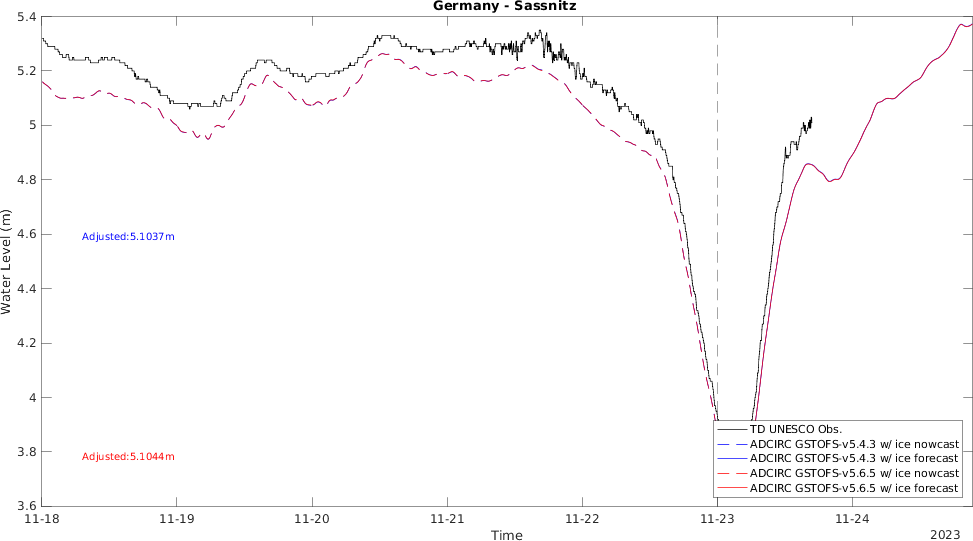 Germany - Sassnitz
5.4
5.2
5
4.8
4.6
4.4
4.2
4
3.8
3.6
Water Level (m)
Adjusted:5.1037m
Adjusted:5.1044m
TD UNESCO Obs.
ADCIRC GSTOFS-v5.4.3 w/ ice nowcast
ADCIRC GSTOFS-v5.4.3 w/ ice forecast
ADCIRC GSTOFS-v5.6.5 w/ ice nowcast
ADCIRC GSTOFS-v5.6.5 w/ ice forecast
11-18 11-19 11-20 11-21 11-22 11-23 11-24
Time
2023